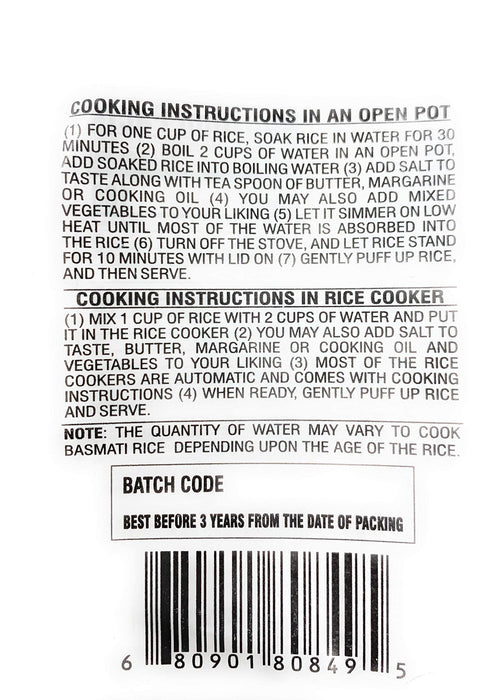 COOKING INSTRUCTIONS IN AN OPEN POT
(1) FOR ONE CUP OF RICE, SOAK RICE IN WATER FOR 30
MINUTES (2) BOIL 2 CUPS OF WATER IN AN OPEN POT,
ADD SOAKED RICE INTO BOILING WATER (3) ADD SALT TO
TASTE ALONG WITH TEA SPOON OF BUTTER, MARGARINE
OR COOKING OIL (4) YOU MAY ALSO ADD MIXED
VEGETABLES TO YOUR LIKING (5) LET IT SIMMER ON LOW
HEAT UNTIL MOST OF THE WATER IS ABSORBED INTO
THE RICE (6) TURN OFF THE STOVE, AND LET RICE STAND
FOR 10 MINUTES WITH LID ON (7) GENTLY PUFF UP RICE,
AND THEN SERVE.
COOKING INSTRUCTIONS IN RICE COOKER
(1) MIX 1 CUP OF RICE WITH 2 CUPS OF WATER AND PUT
IT IN THE RICE COOKER (2) YOU MAY ALSO ADD SALT TO
TASTE, BUTTER, MARGARINE OR COOKING OIL AND
VEGETABLES TO YOUR LIKING (3) MOST OF THE RICE
COOKERS ARE AUTOMATIC AND COMES WITH COOKING
INSTRUCTIONS (4) WHEN READY, GENTLY PUFF UP RICE
AND SERVE.
NOTE: THE QUANTITY OF WATER MAY VARY TO COOK
BASMATI RICE DEPENDING UPON THE AGE OF THE RICE.
BATCH CODE
BEST BEFORE 3 YEARS FROM THE DATE OF PACKING
6 80901 80849 5